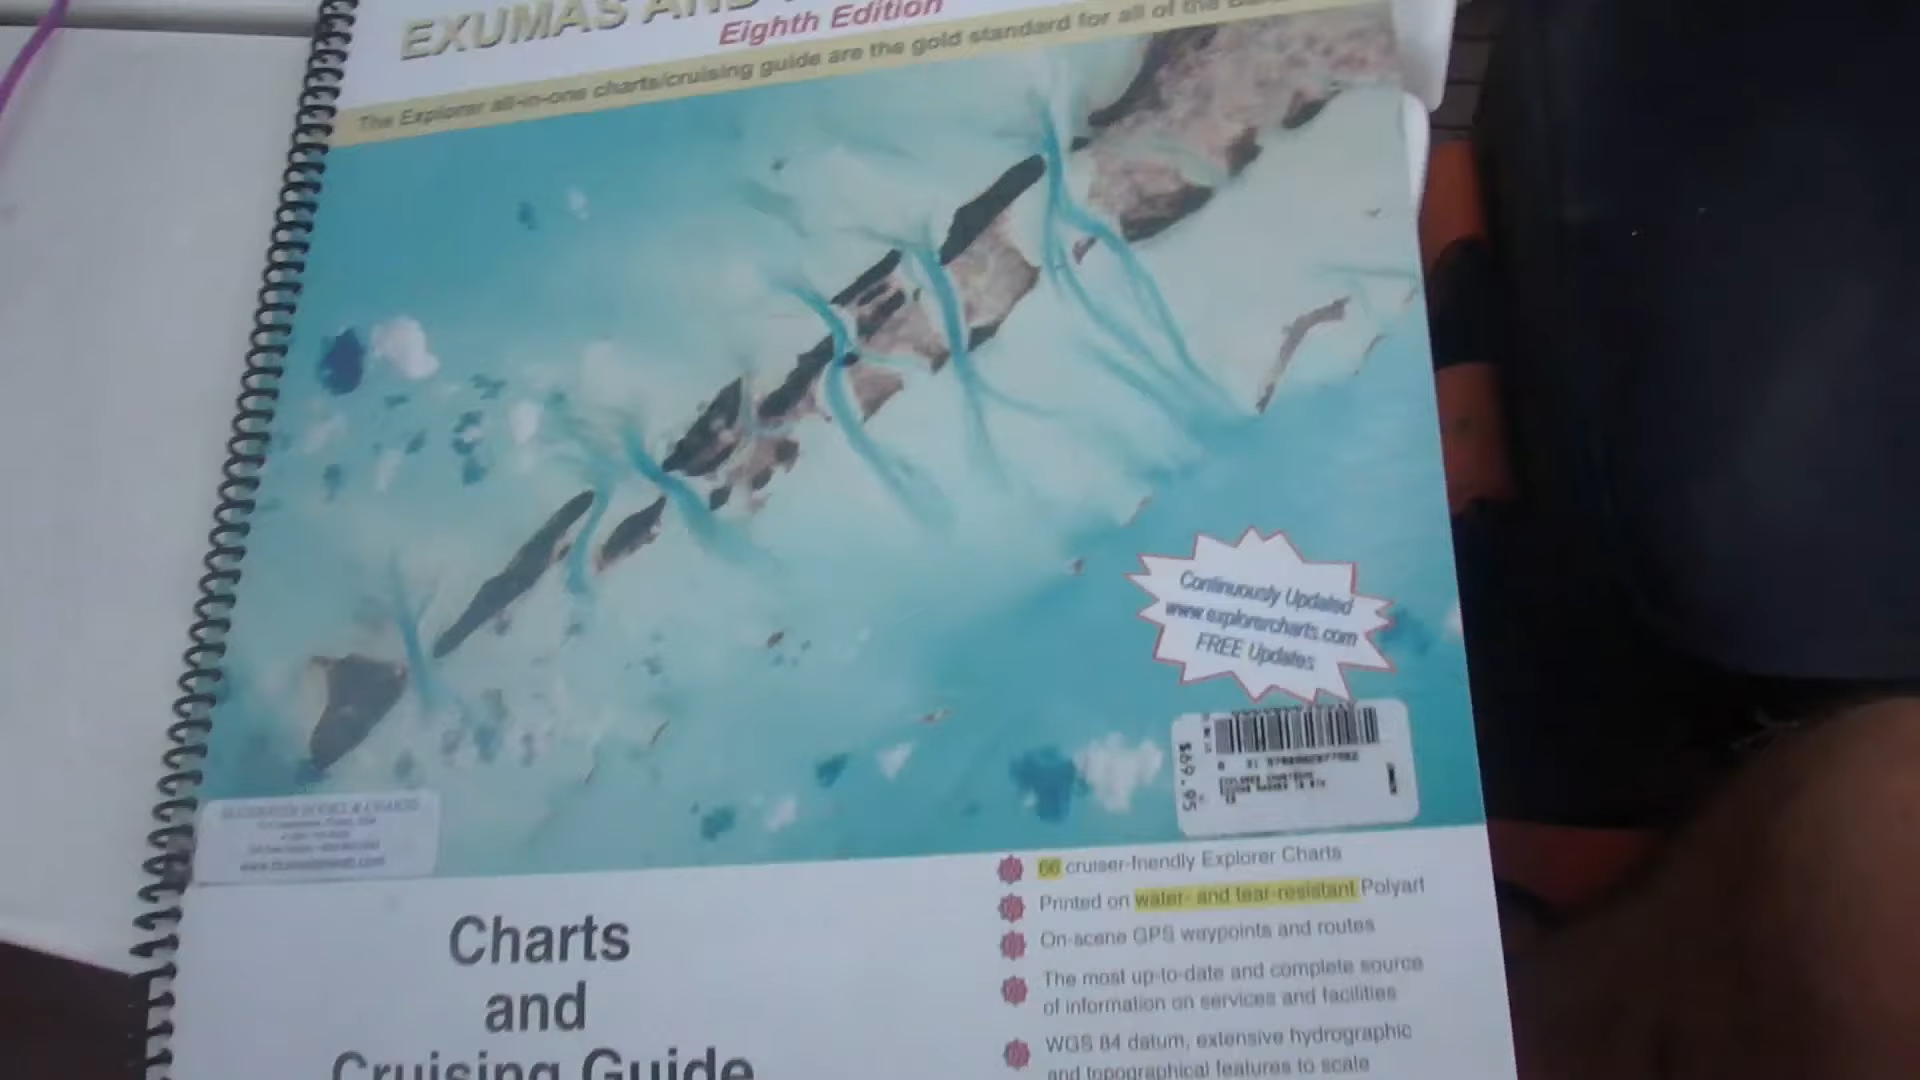 EXUMAS AND
Eighth Edition
The Explorer all-in-one charts/cruising guide are the gold standard for all of the
Continuously Updated
www.explorercharts.com
FREE Updates
$69.95
66 cruiser-friendly Explorer Charts
Printed on water- and tear-resistant Polyart
On-scene GPS waypoints and routes
The most up-to-date and complete source
of information on services and facilities
WGS 84 datum, extensive hydrographic
and topographical features to scale
Charts
and
Cruising Guide